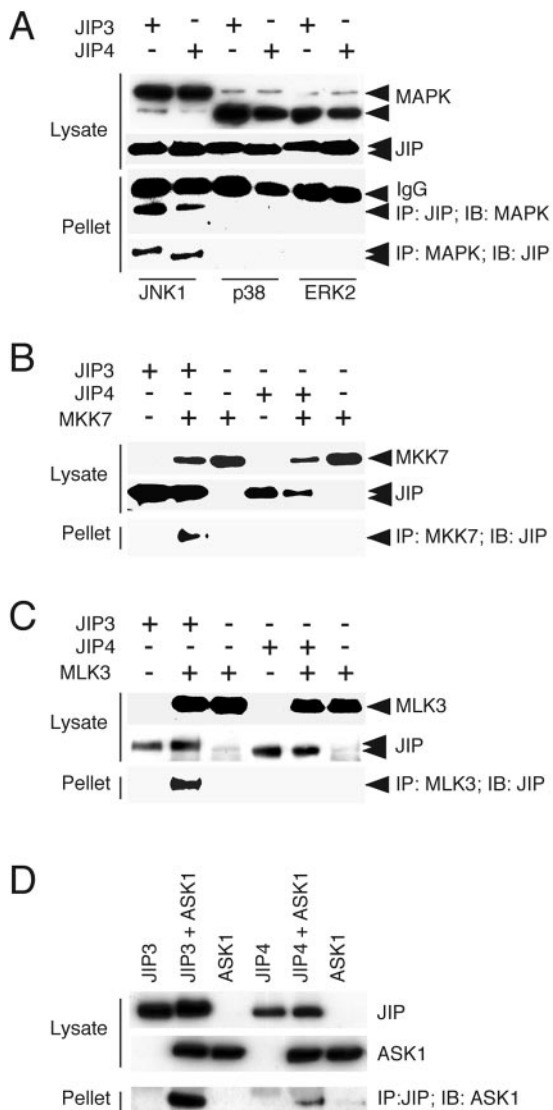 A
JIP3 + - + - + -
JIP4 - + - + - +
Lysate
MAPK
JIP
Pellet
IgG
IP: JIP; IB: MAPK
IP: MAPK; IB: JIP
JNK1 p38 ERK2
B
JIP3 + + - - - -
JIP4 - - - + + -
MKK7 - + + - + +
Lysate
MKK7
JIP
Pellet
IP: MKK7; IB: JIP
C
JIP3 + + - - - -
JIP4 - - - + + -
MLK3 - + + - + +
Lysate
MLK3
JIP
Pellet
IP: MLK3; IB: JIP
D
JIP3
JIP3 + ASK1
ASK1
JIP4
JIP4 + ASK1
ASK1
Lysate
JIP
ASK1
Pellet
IP:JIP; IB: ASK1